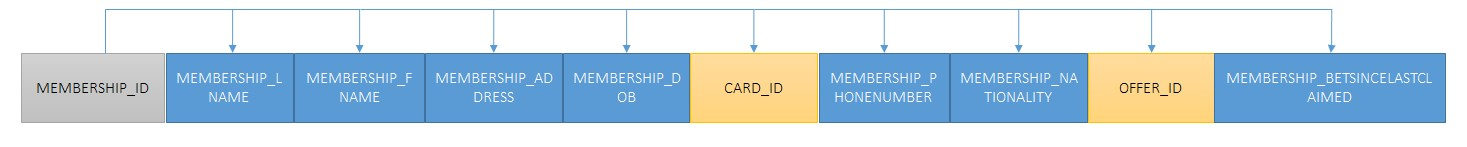 MEMBERSHIP_ID
MEMBERSHIP_L
NAME
MEMBERSHIP_F
NAME
MEMBERSHIP_AD
DRESS
MEMBERSHIP_D
OB
CARD_ID
MEMBERSHIP_P
HONENUMBER
MEMBERSHIP_NA
TIONALITY
OFFER_ID
MEMBERSHIP_BETSINCELASTCL
AIMED